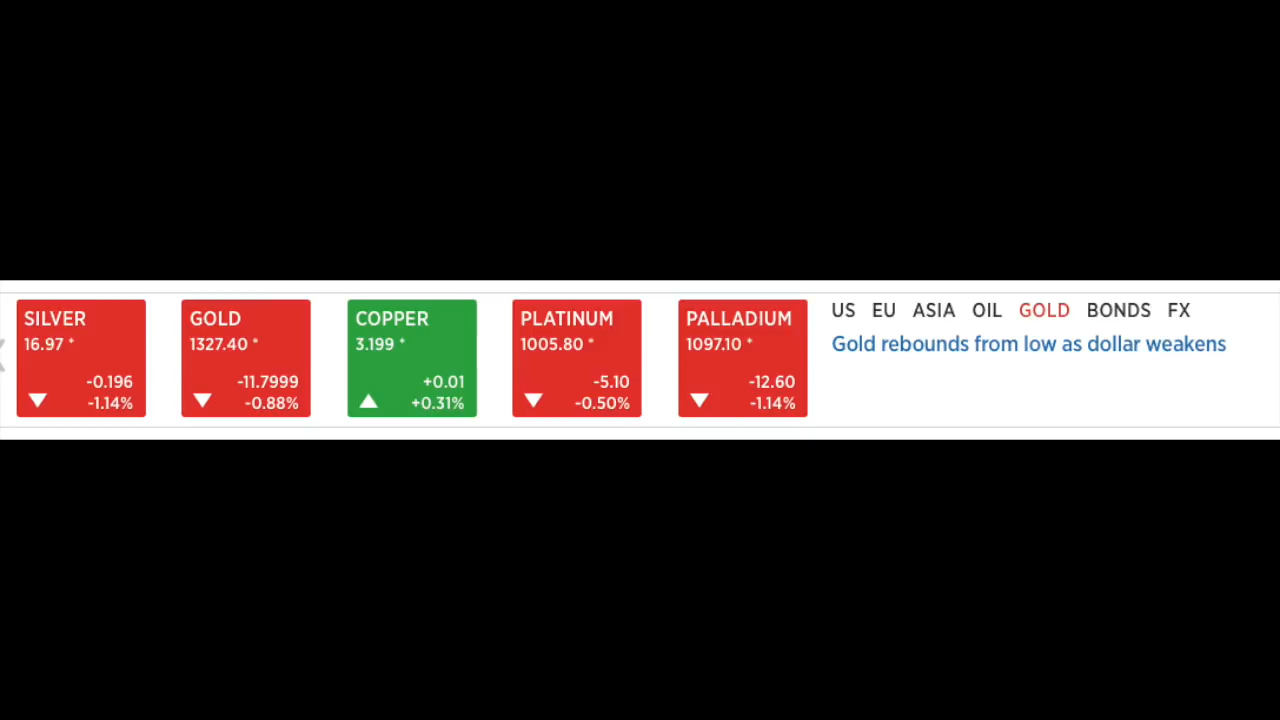 SILVER
16.97 *
-0.196
-1.14%
GOLD
1327.40 *
-11.7999
-0.88%
COPPER
3.199 *
+0.01
+0.31%
PLATINUM
1005.80 *
-5.10
-0.50%
PALLADIUM
1097.10 *
-12.60
-1.14%
US EU ASIA OIL GOLD BONDS FX
Gold rebounds from low as dollar weakens